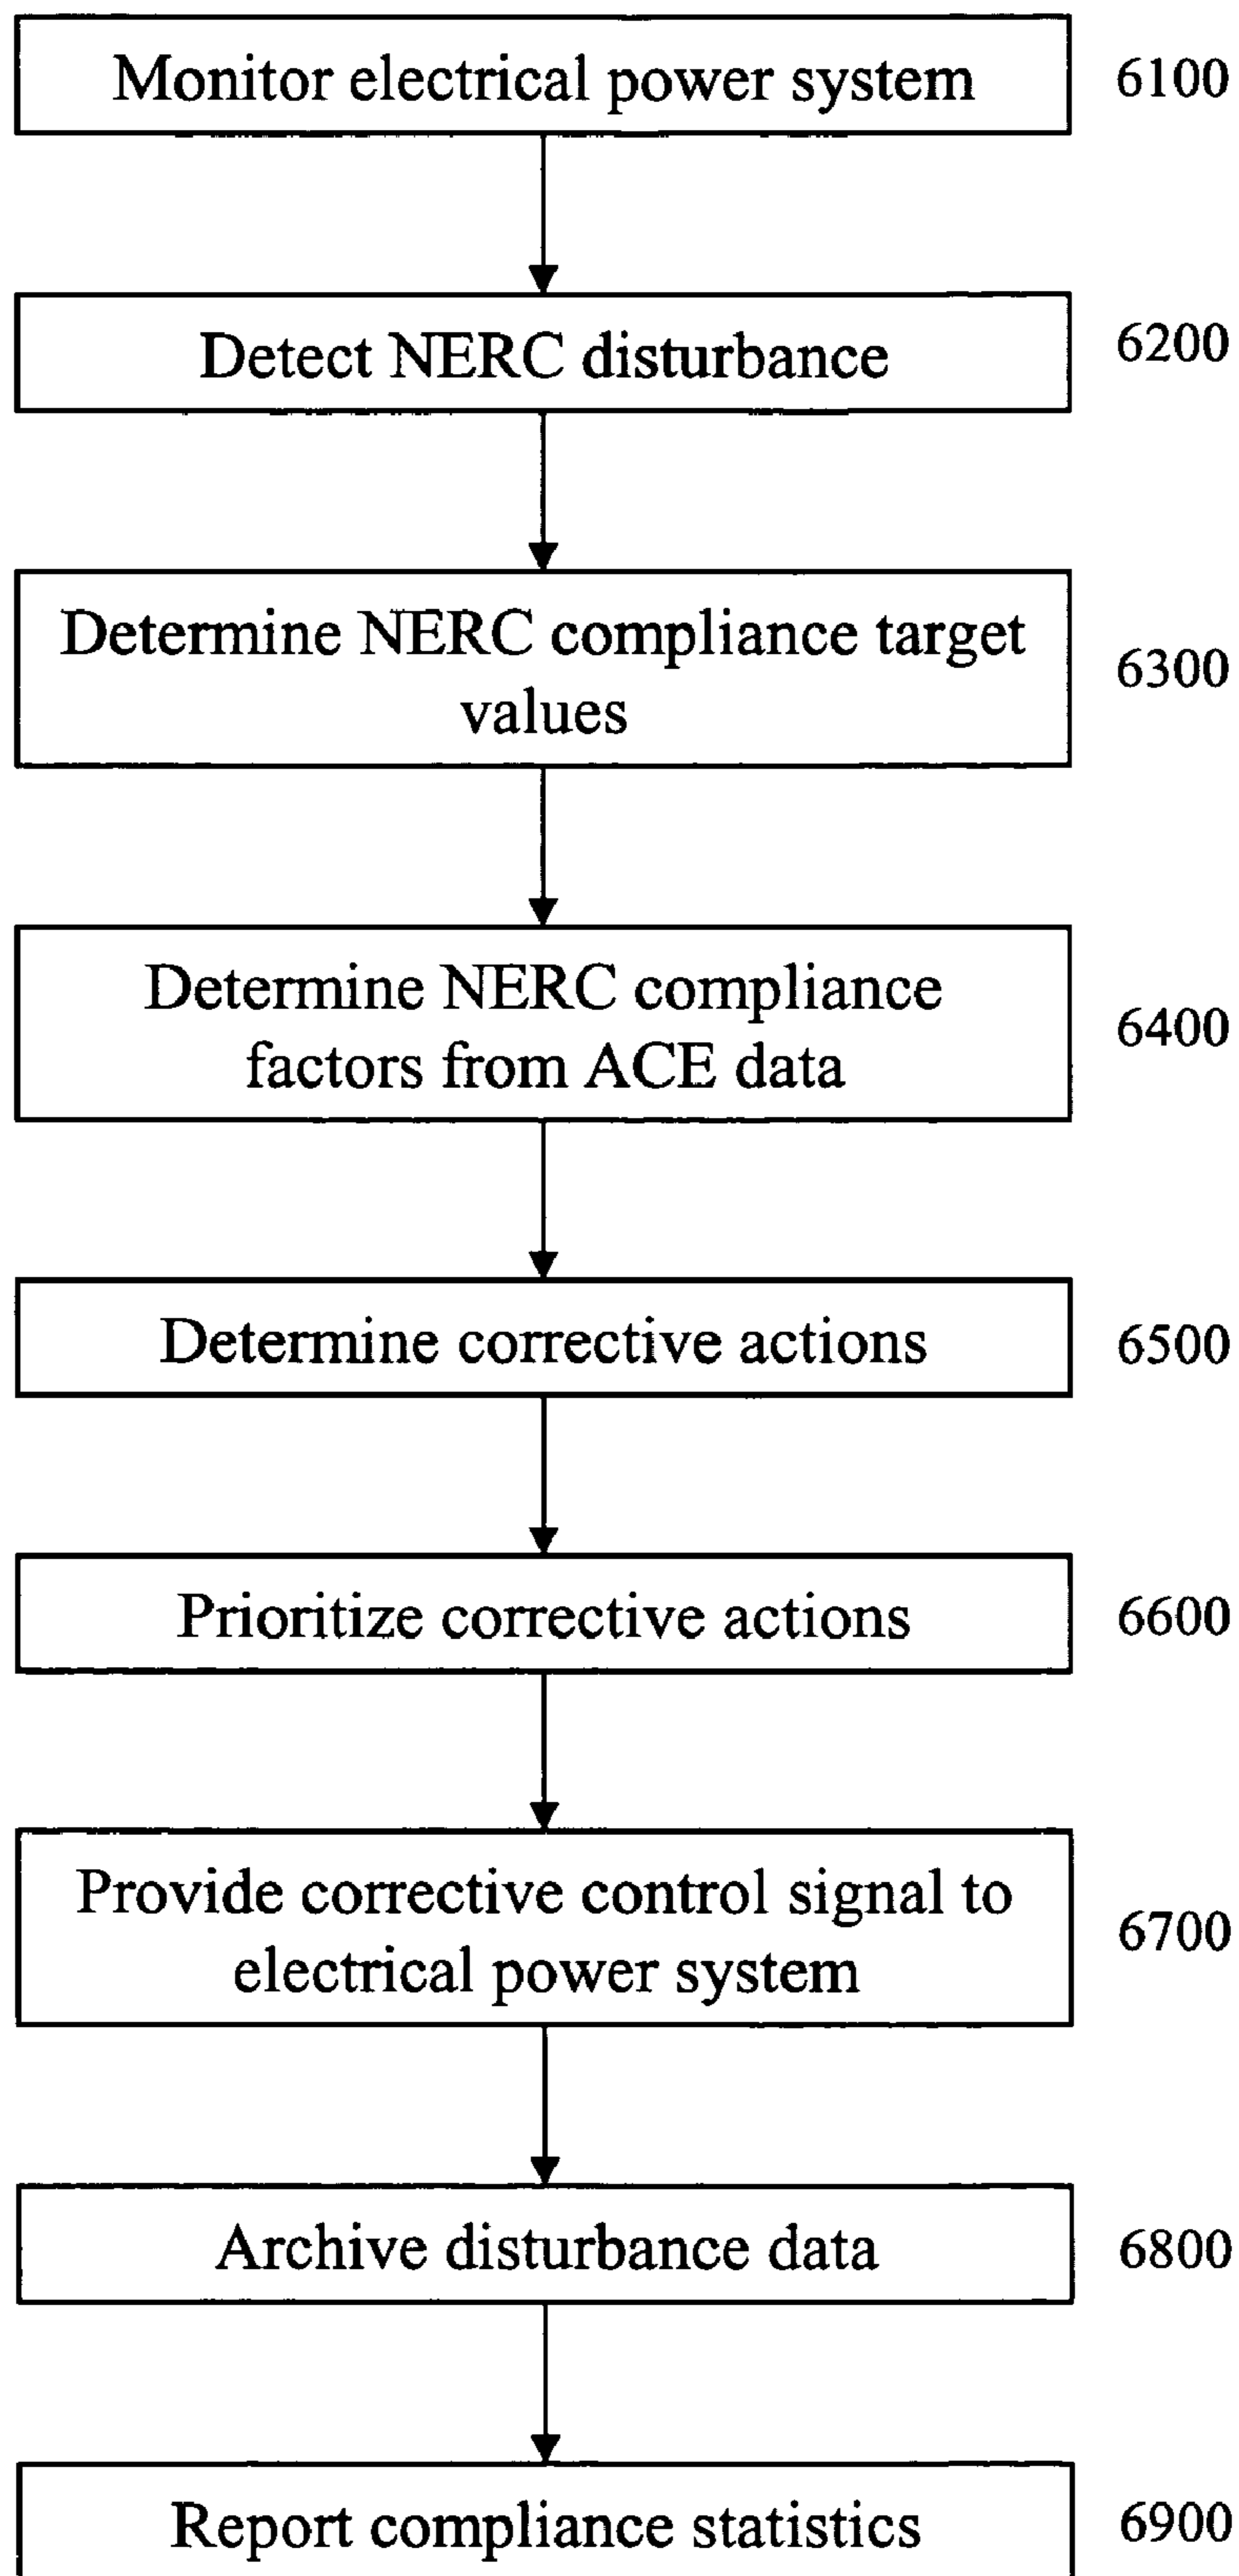 Monitor electrical power system
6100
Detect NERC disturbance
6200
Determine NERC compliance target
values
6300
Determine NERC compliance
factors from ACE data
6400
Determine corrective actions
6500
Prioritize corrective actions
6600
Provide corrective control signal to
electrical power system
6700
Archive disturbance data
6800
Report compliance statistics
6900